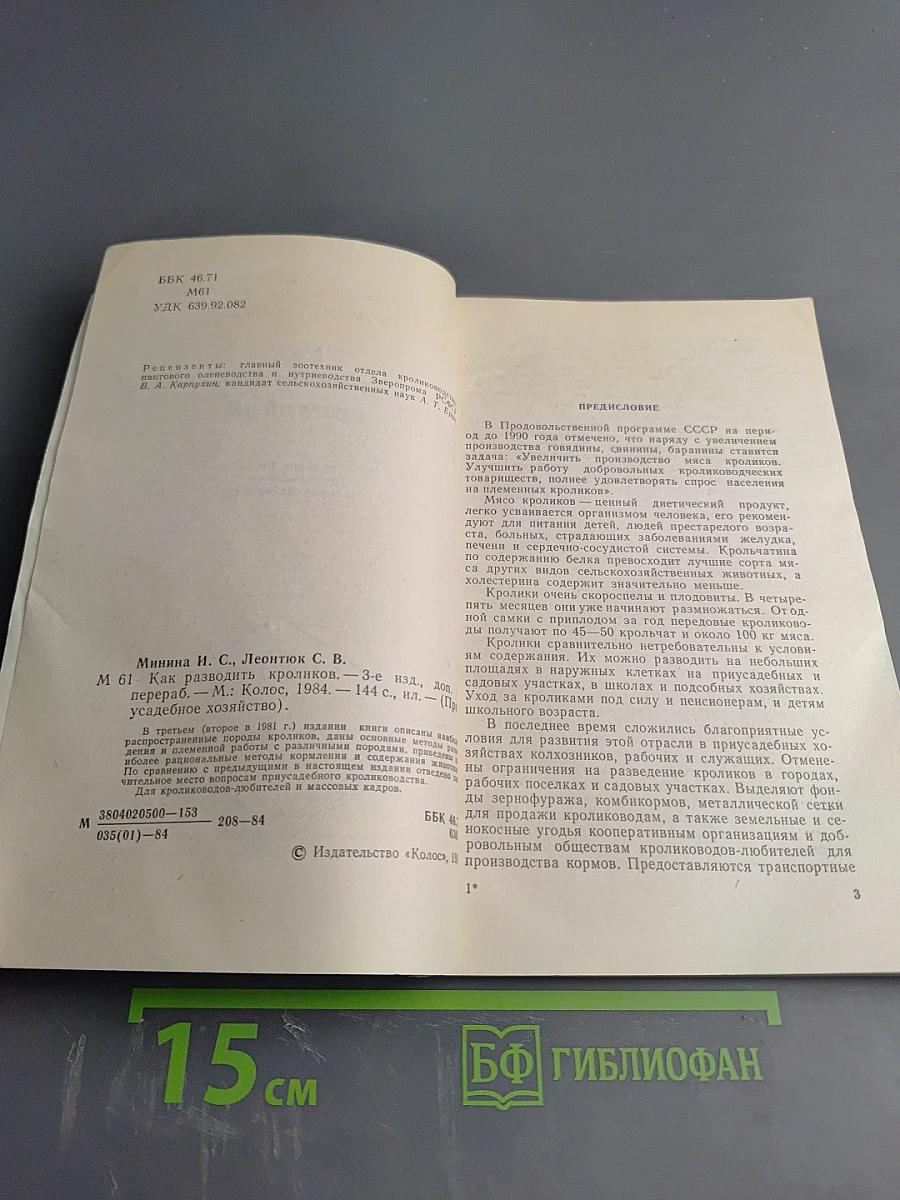 ББК 46.71
М61
УДК 639.92.082
Рецензенты: главный зоотехник отдела
пантового оленеводства и нутриеводства Зверопрома РСФСР
В. А. Карпухин, кандидат сельскохозяйственных наук А. Т.
Минина И. С., Леонтюк С. В.
М 61 Как разводить кроликов. — 3-е изд., доп.
перераб. — М.: Колос, 1984. — 144 с., ил. — (Пр
усадебное хозяйство).
В третьем (второе в 1981 г.) издании книги описаны
распространенные породы кроликов, даны основные методы
дения и племенной работы с различными породами, приведены
иболее рациональные методы кормления и содержания
По сравнению с предыдущими в настоящем издании отведено
чительное место вопросам приусадебного кролиководства.
Для кролиководов-любителей и массовых кадров.
М 3804020500—153 208—84
035(01)—84
ББК 46.
© Издательство «Колос», 19
ПРЕДИСЛОВИЕ
В Продовольственной программе СССР на пери-
од до 1990 года отмечено, что наряду с увеличением
производства говядины, свинины, баранины ставится
задача: «Увеличить производство мяса кроликов.
Улучшить работу добровольных кролиководческих
товариществ, полнее удовлетворять спрос населения
на племенных кроликов».
Мясо кроликов — ценный диетический продукт,
легко усваивается организмом человека, его рекомен-
дуют для питания детей, людей престарелого возра-
ста, больных, страдающих заболеваниями желудка,
печени и сердечно-сосудистой системы. Крольчатина
по содержанию белка превосходит лучшие сорта мя-
са других видов сельскохозяйственных животных, а
холестерина содержит значительно меньше.
Кролики очень скороспелы и плодовиты. В четыре-
пять месяцев они уже начинают размножаться. От од-
ной самки с приплодом за год передовые кроликово-
ды получают по 45—50 крольчат и около 100 кг мяса.
Кролики сравнительно нетребовательны к услови-
ям содержания. Их можно разводить на небольших
площадях в наружных клетках на приусадебных и
садовых участках, в школах и подсобных хозяйствах.
Уход за кроликами под силу и пенсионерам, и детям
школьного возраста.
В последнее время сложились благоприятные ус-
ловия для развития этой отрасли в приусадебных хо-
зяйствах колхозников, рабочих и служащих. Отмене-
ны ограничения на разведение кроликов в городах,
рабочих поселках и садовых участках. Выделяют фон-
ды зернофуража, комбикормов, металлической сетки
для продажи кролиководам, а также земельные и се-
нокосные угодья кооперативным организациям и доб-
ровольным обществам кролиководов-любителей для
производства кормов. Предоставляются транспортные
1*
3
15 см
БФ ГИБЛИОФАН